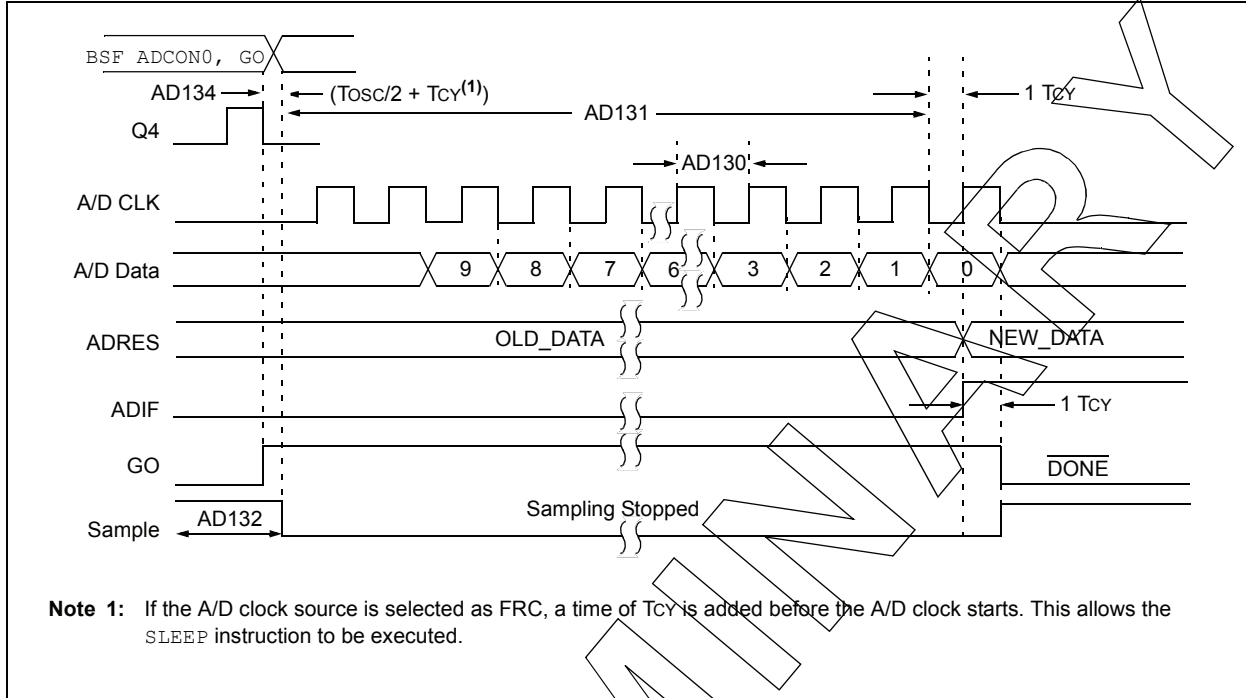 BSF ADCON0, GO
AD134
(TOSC/2 + TCY(1))
1 TCY
AD131
Q4
AD130
A/D CLK
A/D Data
9 8 7 6 3 2 1 0
ADRES
OLD_DATA
NEW_DATA
ADIF
1 TCY
GO
DONE
Sample
AD132
Sampling Stopped
Note 1: If the A/D clock source is selected as FRC, a time of TCY is added before the A/D clock starts. This allows the
SLEEP instruction to be executed.
MINARY